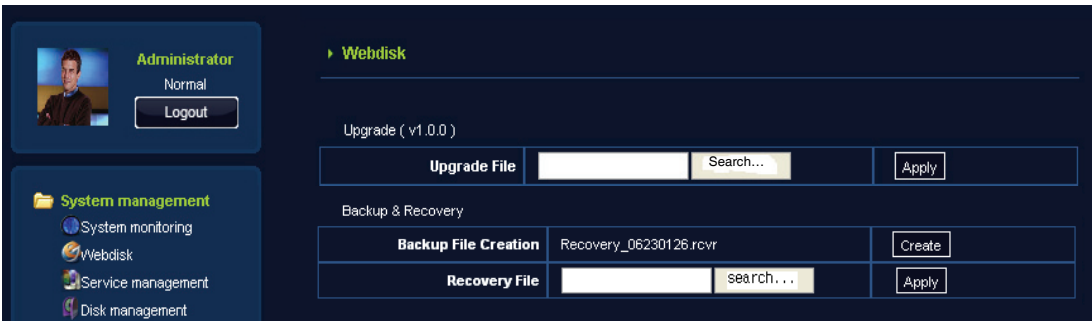 Administrator
Normal
Logout
System management
System monitoring
Webdisk
Service management
Disk management
Webdisk
Upgrade ( v1.0.0 )
Upgrade File Search... Apply
Backup & Recovery
Backup File Creation Recovery_06230126.rcvr Create
Recovery File search... Apply